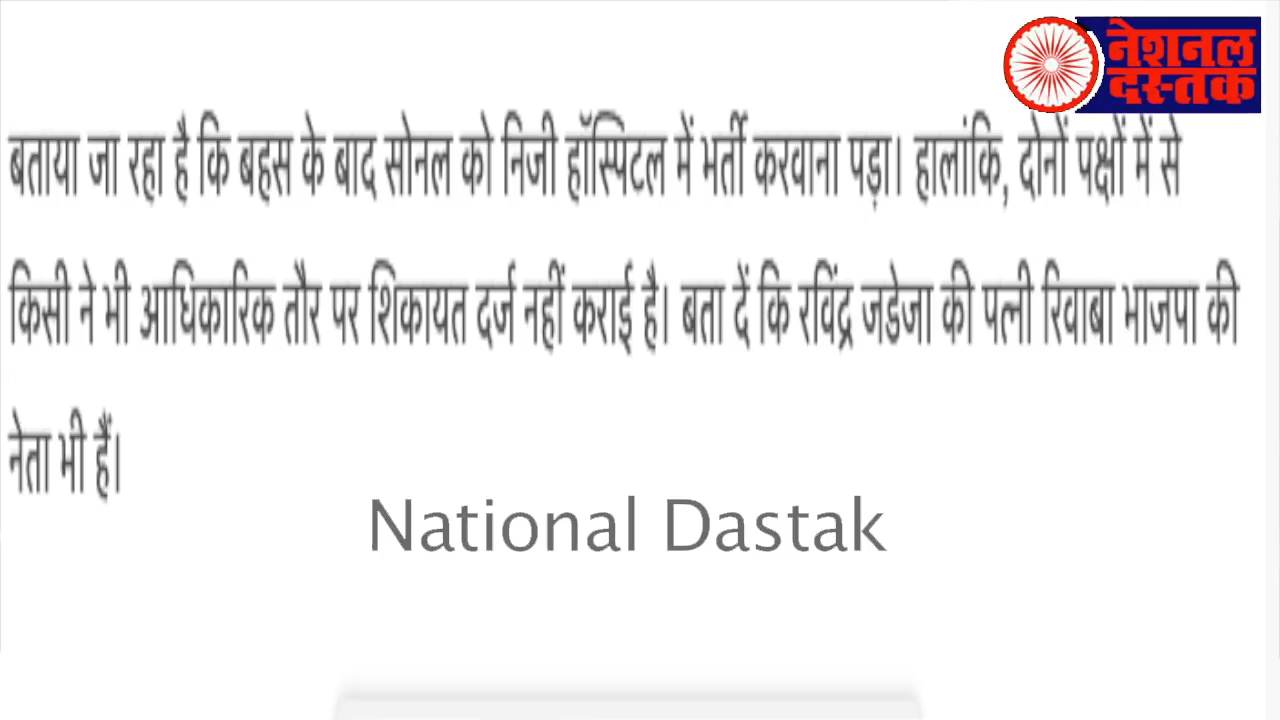 नेशनल
दस्तक
बताया जा रहा है कि बहस के बाद सोनल को निजी हॉस्पिटल में भर्ती करवाना पड़ा। हालांकि, दोनों पक्षों में से
किसी ने भी आधिकारिक तौर पर शिकायत दर्ज नहीं कराई है। बता दें कि रविंद्र जडेजा की पत्नी रिवाबा भाजपा की
नेता भी हैं।
National Dastak